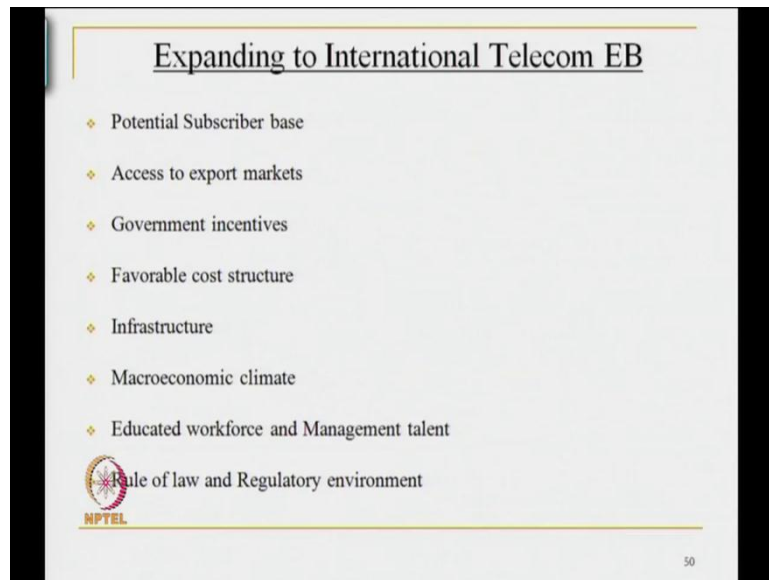 Expanding to International Telecom EB
Potential Subscriber base
Access to export markets
Government incentives
Favorable cost structure
Infrastructure
Macroeconomic climate
Educated workforce and Management talent
Rule of law and Regulatory environment
NPTEL
50